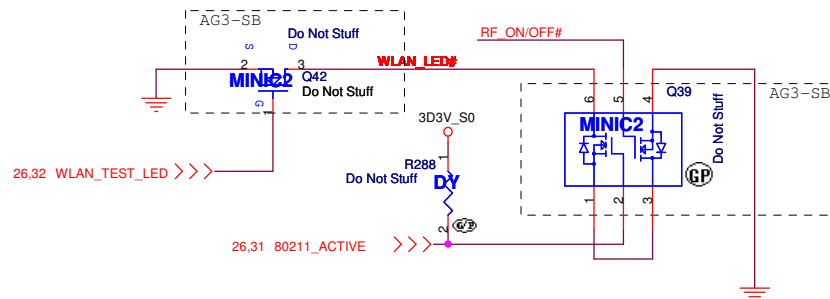 AG3-SB
Do Not Stuff
RF_ON/OFF#
S
D
2
3
WLAN_LED#
MINIC2
Q42
Do Not Stuff
G
1
6
5
4
Q39
AG3-SB
MINIC2
Do Not Stuff
3D3V_S0
1
R288
Do Not Stuff
DY
GP
26,32 WLAN_TEST_LED
1
2
3
2
G/P
26,31 80211_ACTIVE